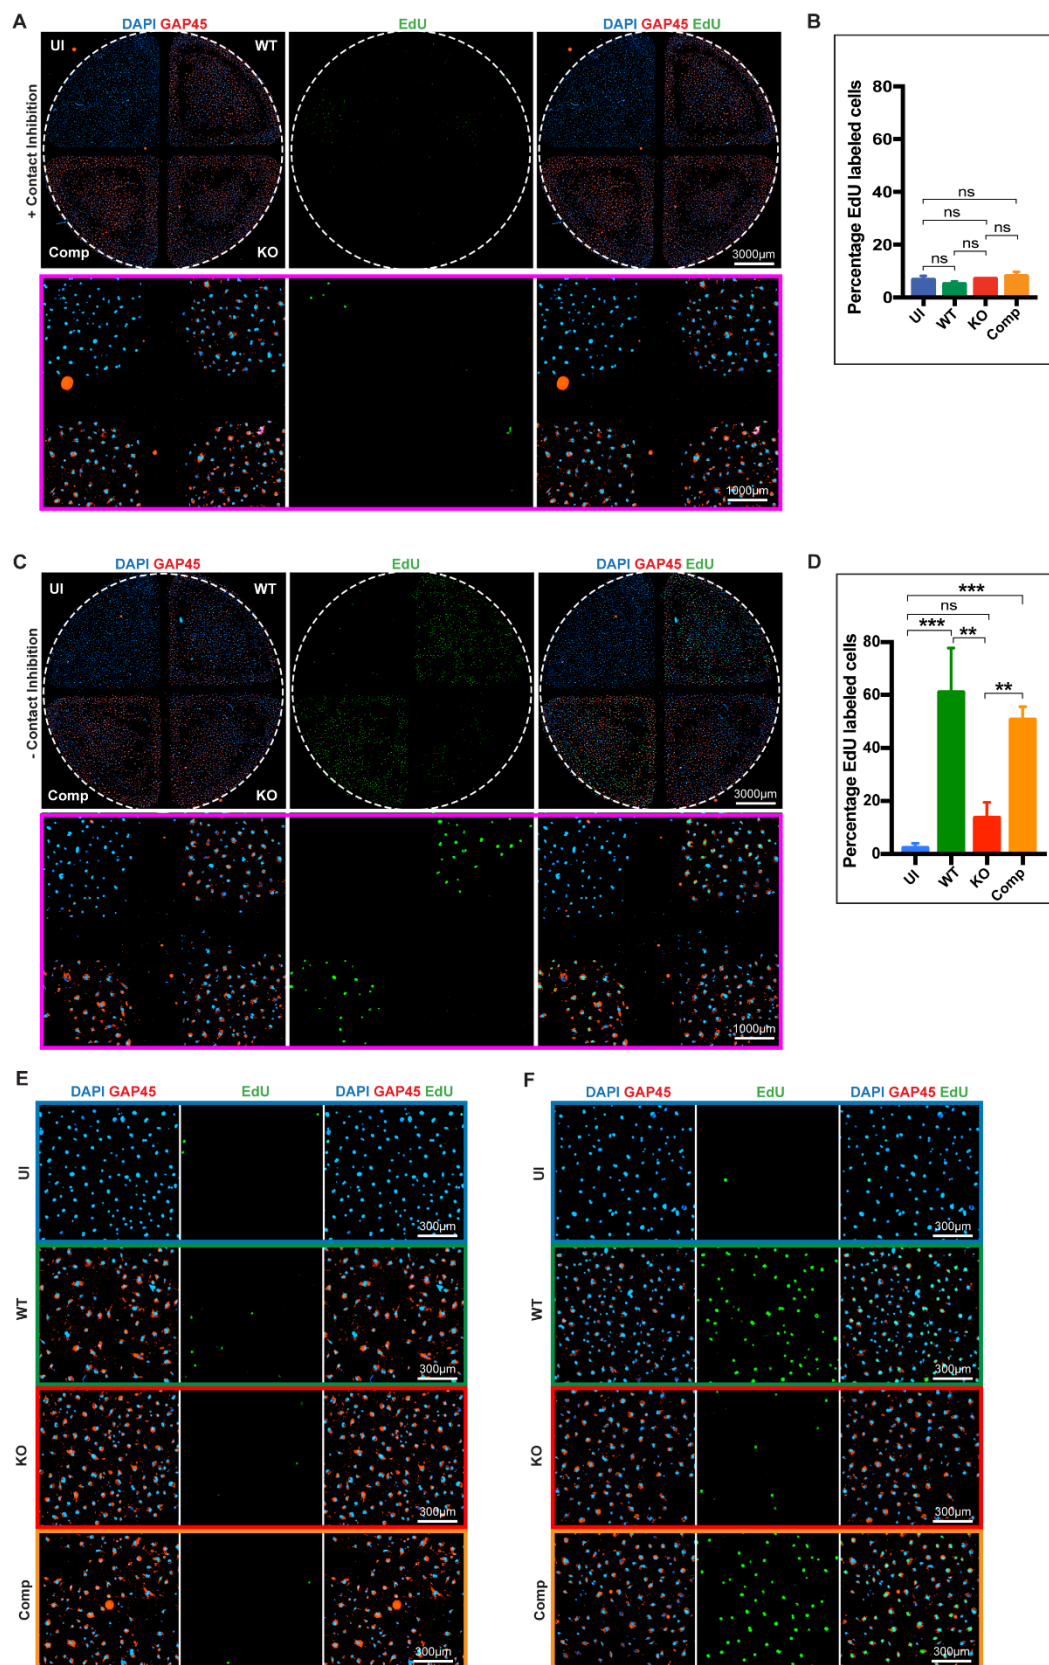 A
DAPI GAP45
EdU
DAPI GAP45 EdU
+ Contact Inhibition
UI
WT
Comp
KO
3000µm
1000µm
B
Percentage EdU labeled cells
80
60
40
20
0
ns
ns
ns
ns
ns
UI
WT
KO
Comp
C
DAPI GAP45
EdU
DAPI GAP45 EdU
- Contact Inhibition
UI
WT
Comp
KO
3000µm
1000µm
D
Percentage EdU labeled cells
80
60
40
20
0
***
ns
***
**
**
UI
WT
KO
Comp
E
DAPI GAP45
EdU
DAPI GAP45 EdU
UI
300µm
WT
300µm
KO
300µm
Comp
300µm
F
DAPI GAP45
EdU
DAPI GAP45 EdU
UI
300µm
WT
300µm
KO
300µm
Comp
300µm